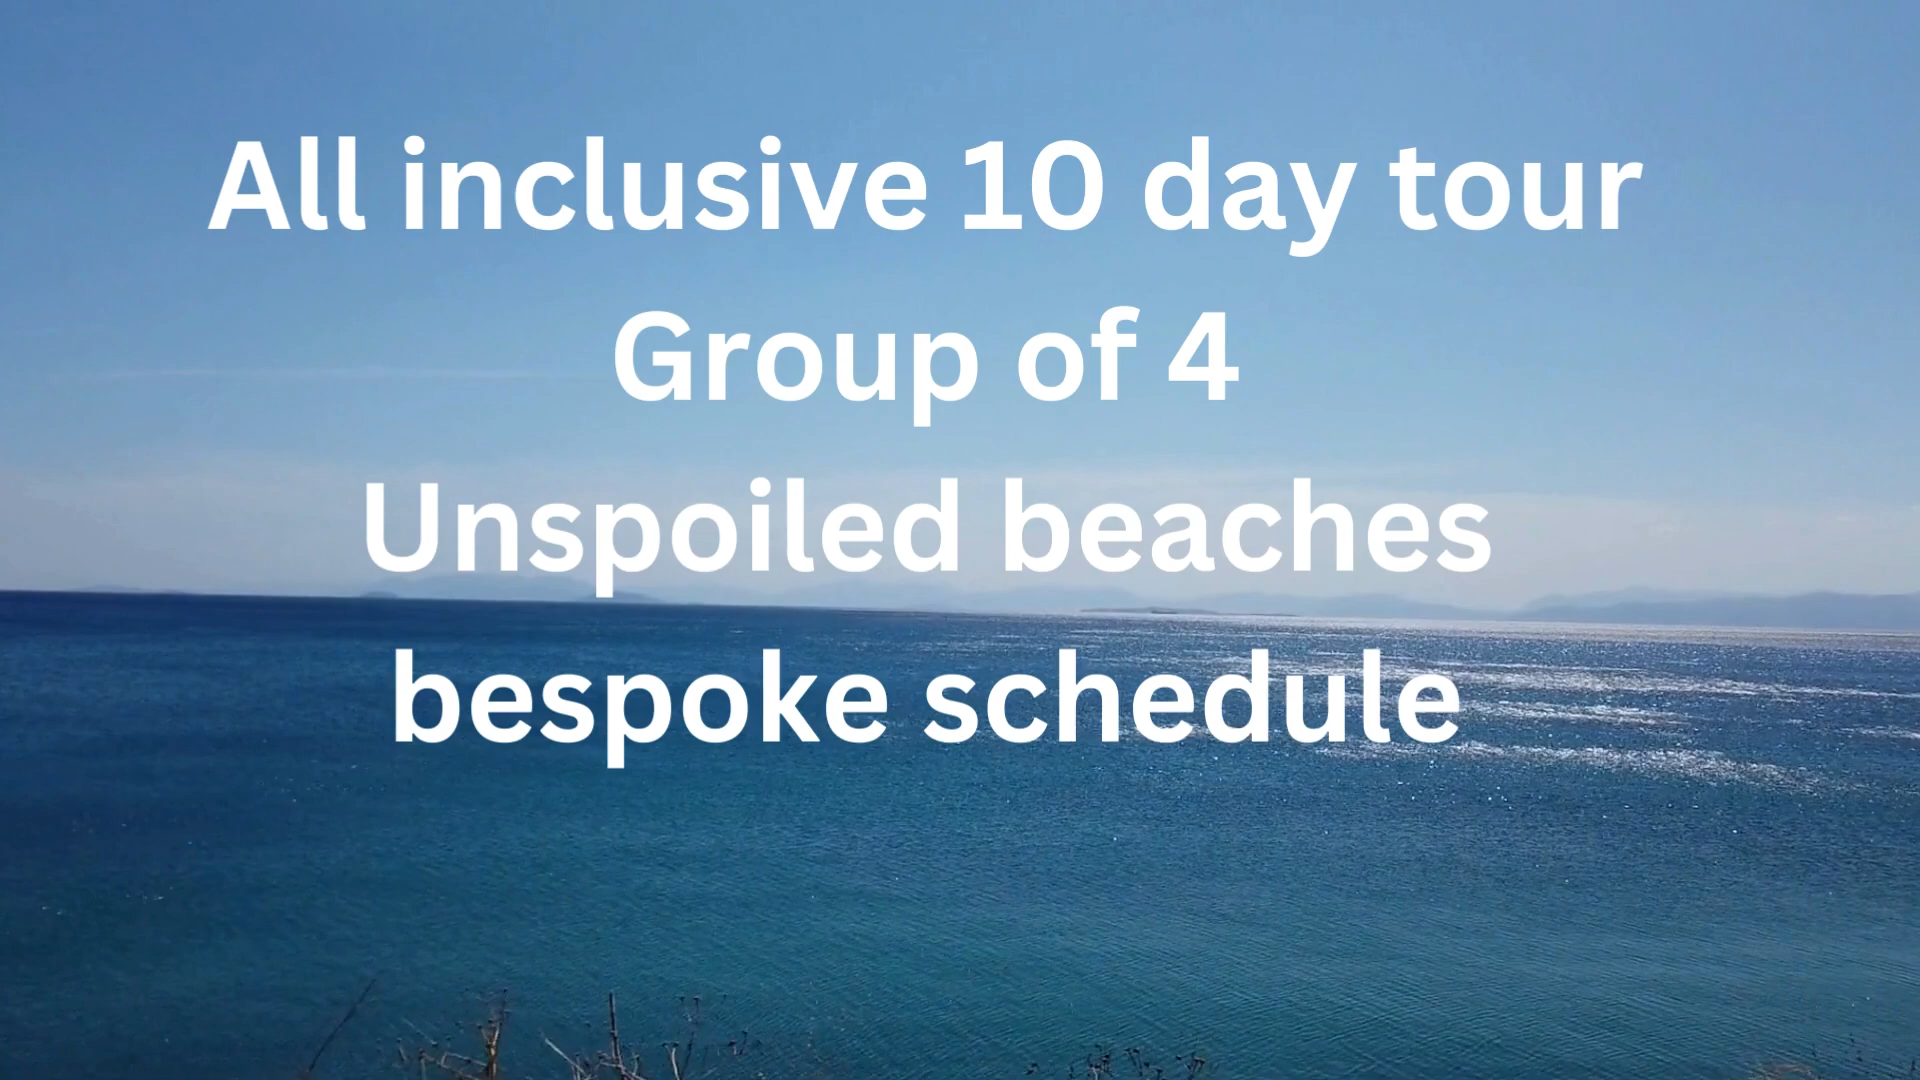 All inclusive 10 day tour
Group of 4
Unspoiled beaches
bespoke schedule